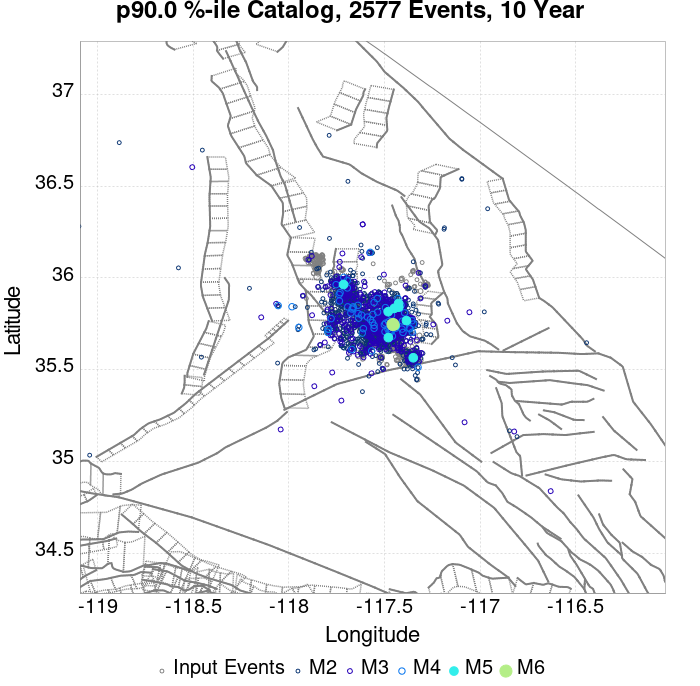 p90.0 %-ile Catalog, 2577 Events, 10 Year
37
36.5
36
35.5
35
34.5
Latitude
-119
-118.5
-118
-117.5
-117
-116.5
Longitude
Input Events
M2
M3
M4
M5
M6